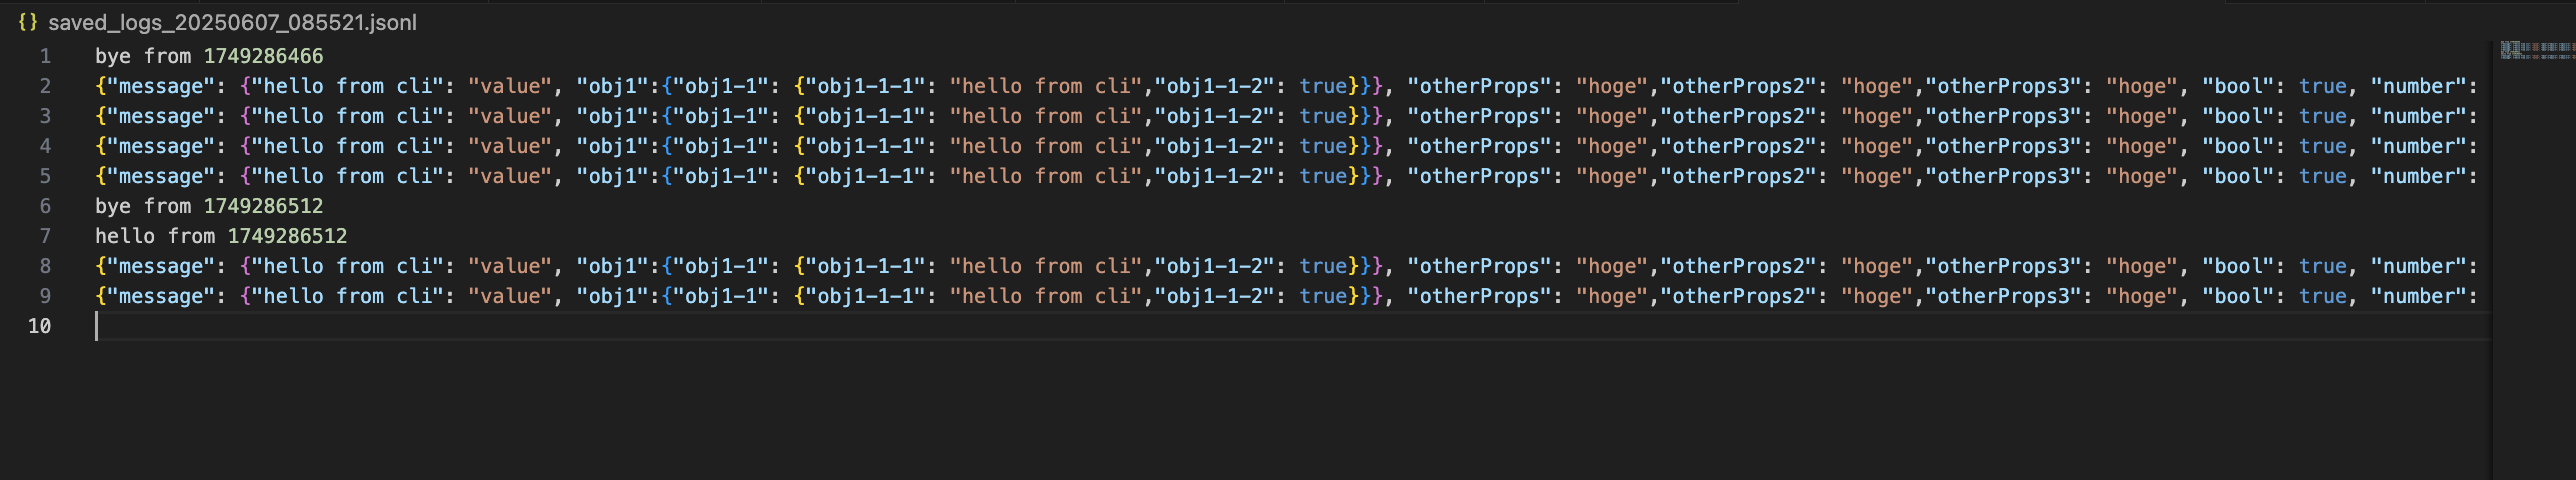 {} saved_logs_20250607_085521.jsonl
1 bye from 1749286466
2 {"message": {"hello from cli": "value", "obj1":{"obj1-1": {"obj1-1-1": "hello from cli","obj1-1-2": true}}}, "otherProps": "hoge","otherProps2": "hoge","otherProps3": "hoge", "bool": true, "number":
3 {"message": {"hello from cli": "value", "obj1":{"obj1-1": {"obj1-1-1": "hello from cli","obj1-1-2": true}}}, "otherProps": "hoge","otherProps2": "hoge","otherProps3": "hoge", "bool": true, "number":
4 {"message": {"hello from cli": "value", "obj1":{"obj1-1": {"obj1-1-1": "hello from cli","obj1-1-2": true}}}, "otherProps": "hoge","otherProps2": "hoge","otherProps3": "hoge", "bool": true, "number":
5 {"message": {"hello from cli": "value", "obj1":{"obj1-1": {"obj1-1-1": "hello from cli","obj1-1-2": true}}}, "otherProps": "hoge","otherProps2": "hoge","otherProps3": "hoge", "bool": true, "number":
6 bye from 1749286512
7 hello from 1749286512
8 {"message": {"hello from cli": "value", "obj1":{"obj1-1": {"obj1-1-1": "hello from cli","obj1-1-2": true}}}, "otherProps": "hoge","otherProps2": "hoge","otherProps3": "hoge", "bool": true, "number":
9 {"message": {"hello from cli": "value", "obj1":{"obj1-1": {"obj1-1-1": "hello from cli","obj1-1-2": true}}}, "otherProps": "hoge","otherProps2": "hoge","otherProps3": "hoge", "bool": true, "number":
10